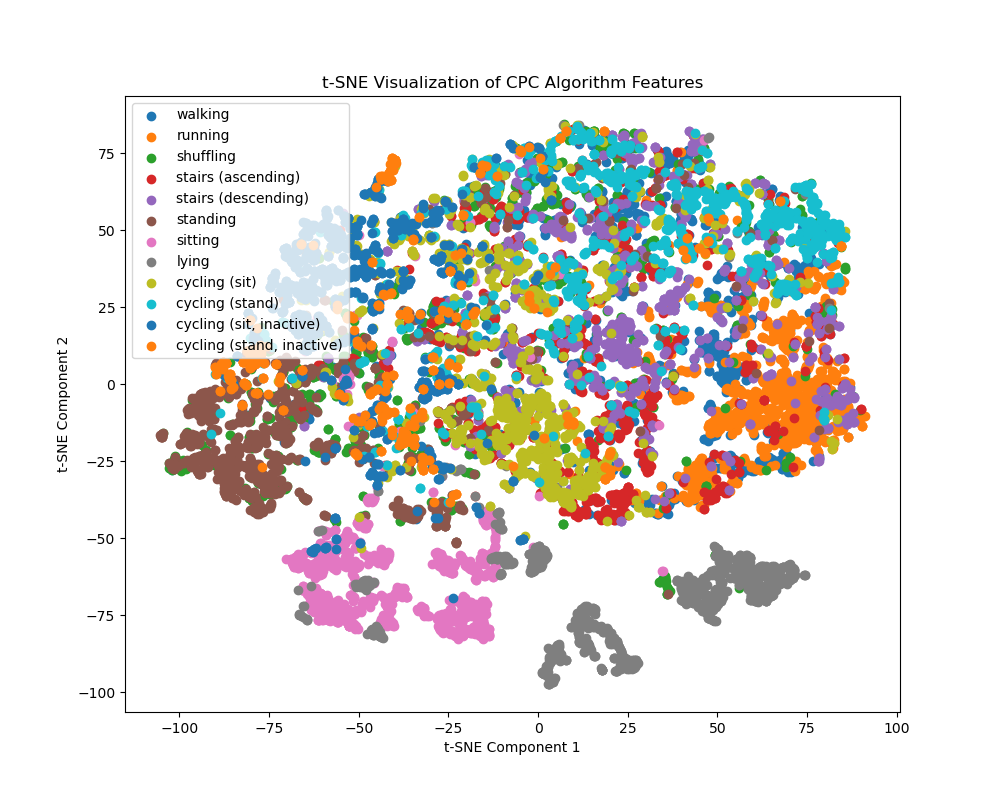 t-SNE Visualization of CPC Algorithm Features
walking
running
shuffling
stairs (ascending)
stairs (descending)
standing
sitting
lying
cycling (sit)
cycling (stand)
cycling (sit, inactive)
cycling (stand, inactive)
t-SNE Component 2
75
50
25
0
−25
−50
−75
−100
−100
−75
−50
−25
0
25
50
75
100
t-SNE Component 1